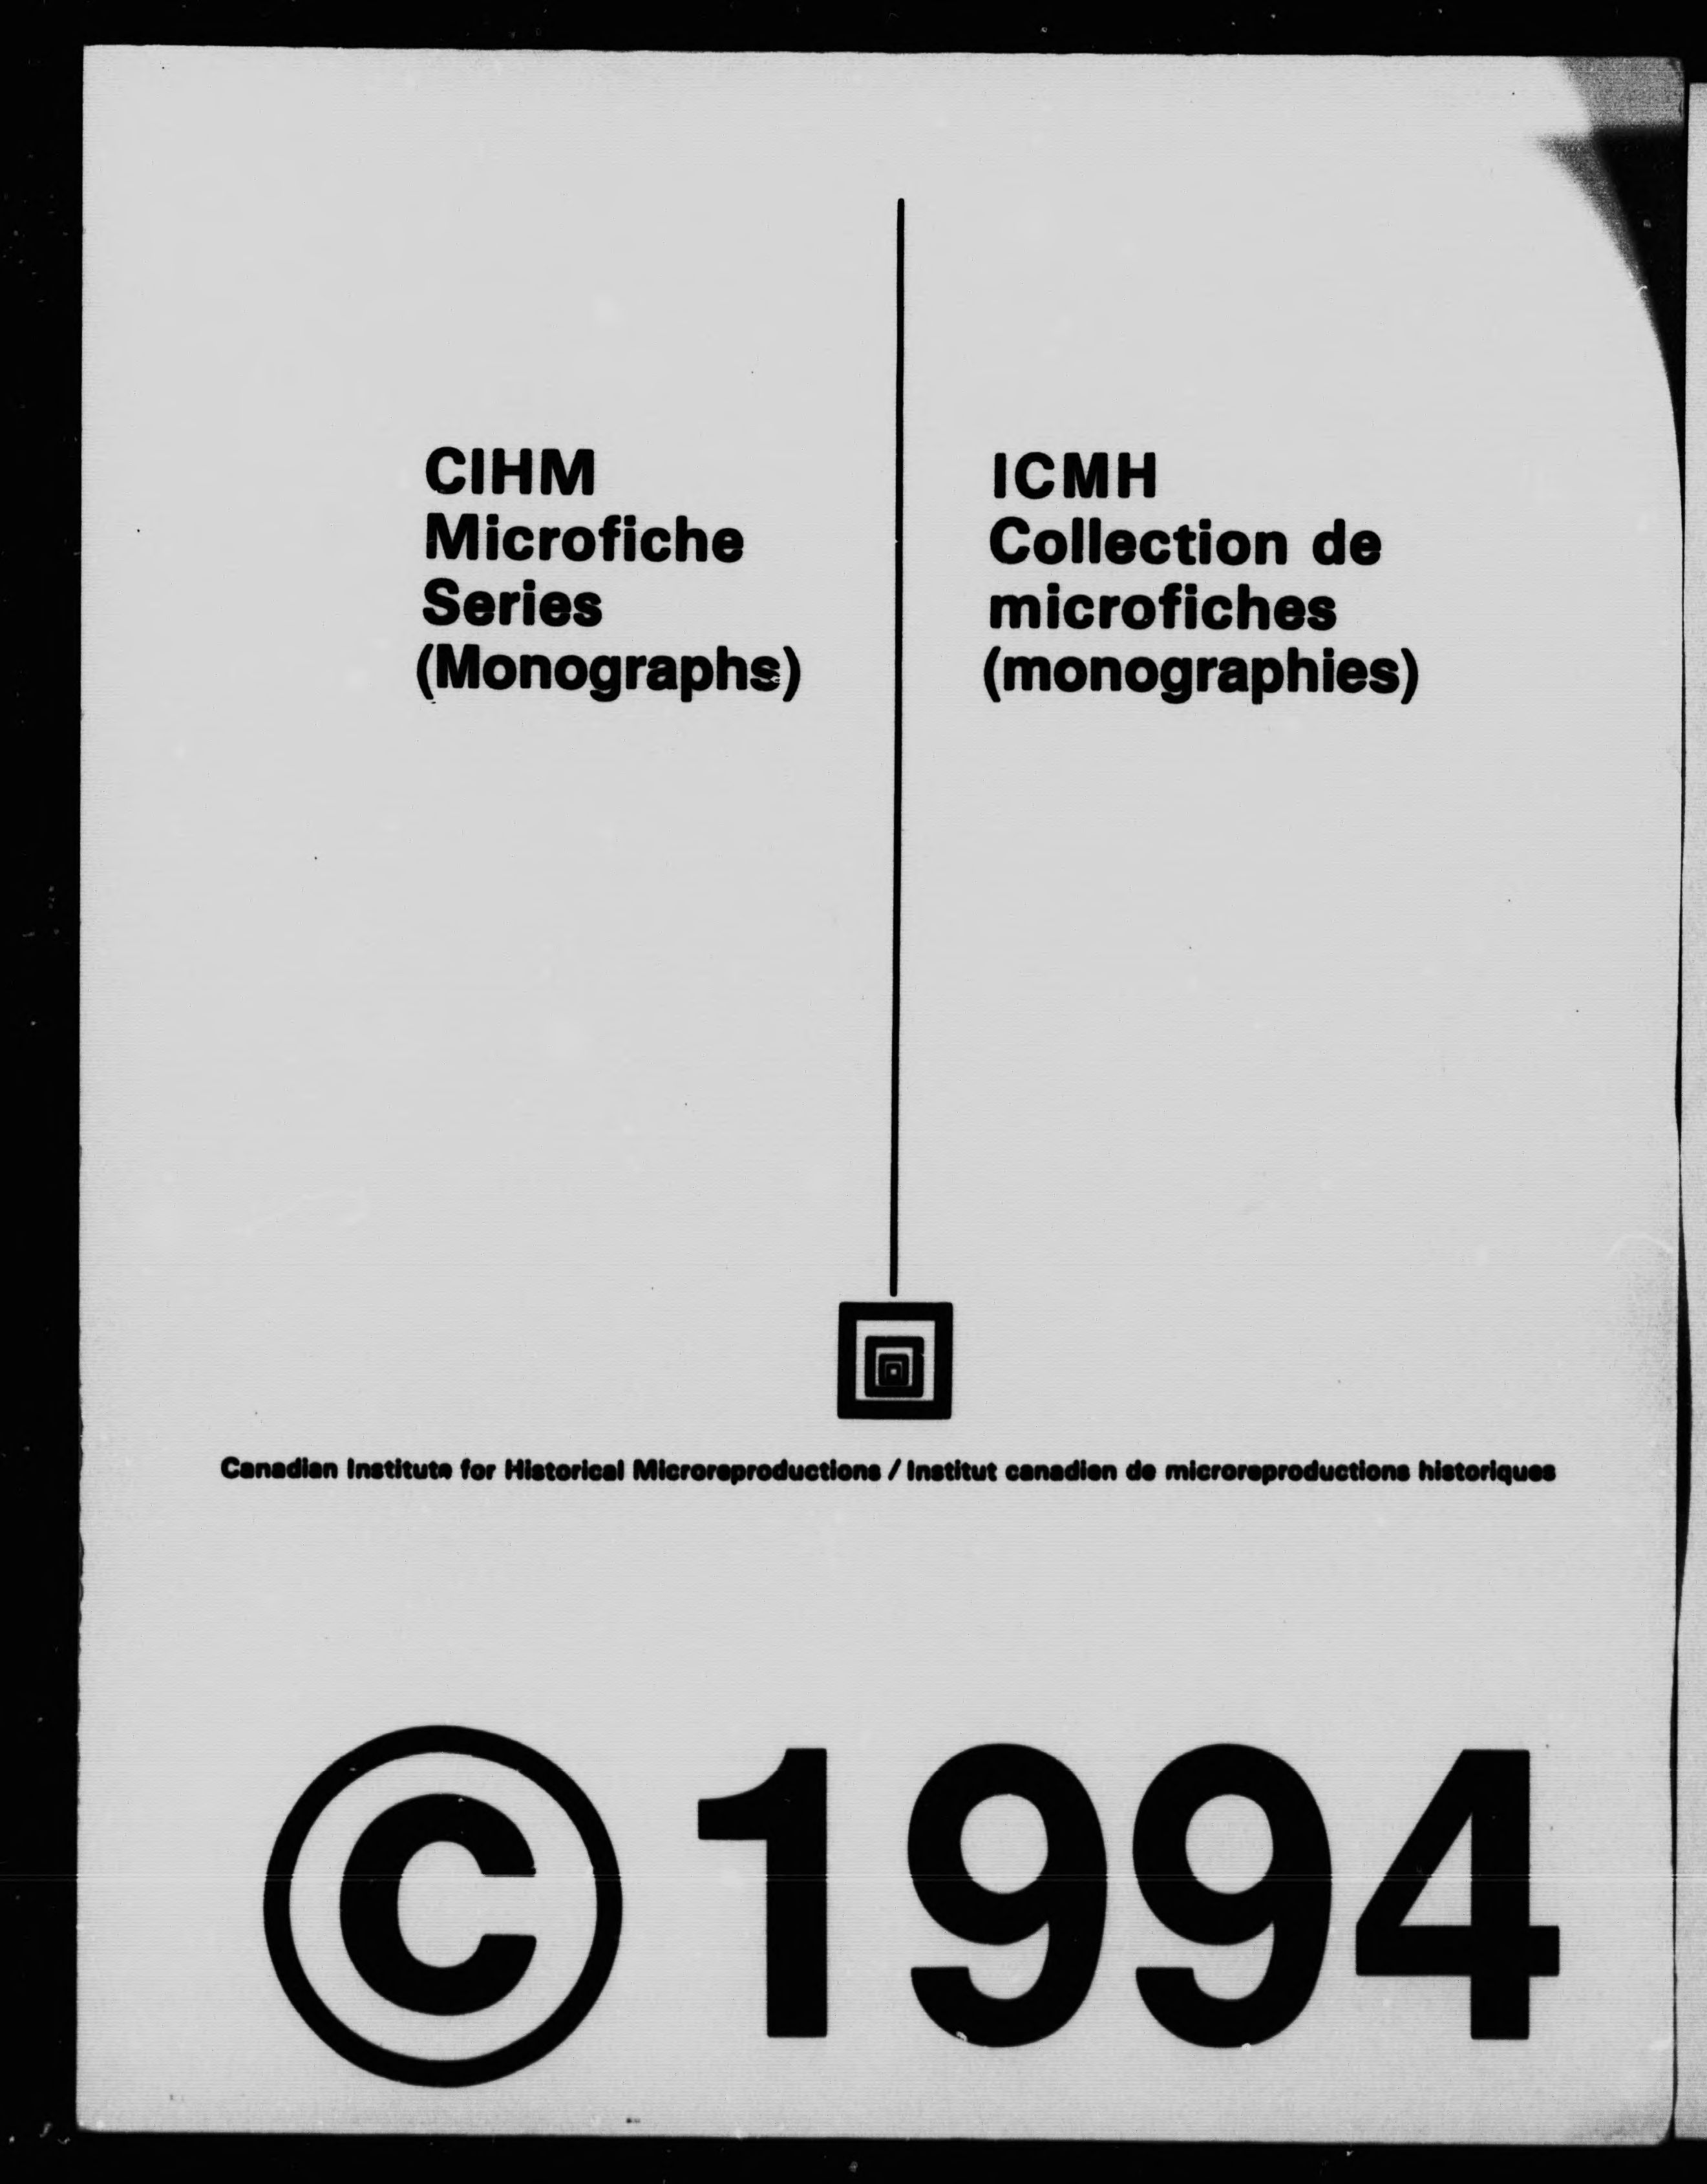 CIHM
Microfiche
Series
(Monographs)
ICMH
Collection de
microfiches
(monographies)
Canadian Institute for Historical Microreproductions / Institut canadien de microreproductions historiques
© 1994